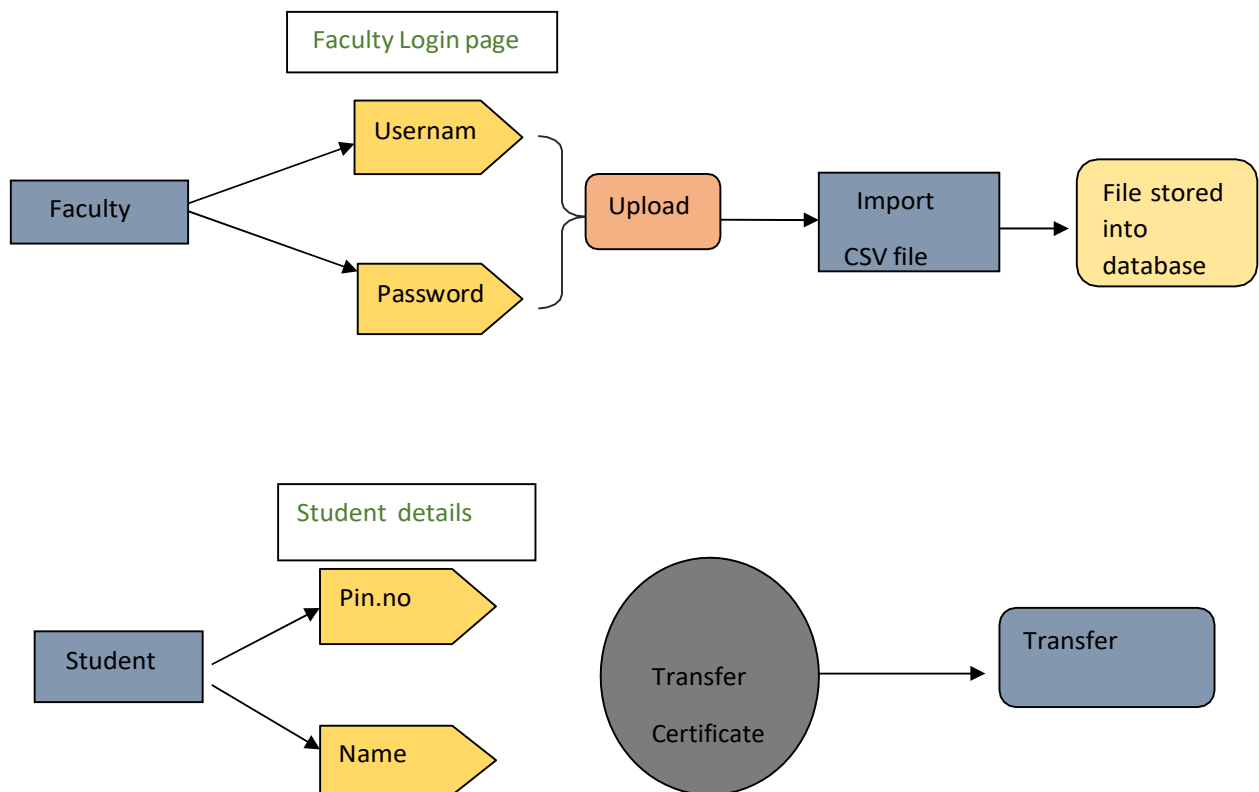 Faculty Login page
Usernam
Faculty
Password
Upload
Import
CSV file
File stored
into
database
Student details
Pin.no
Student
Name
Transfer
Certificate
Transfer